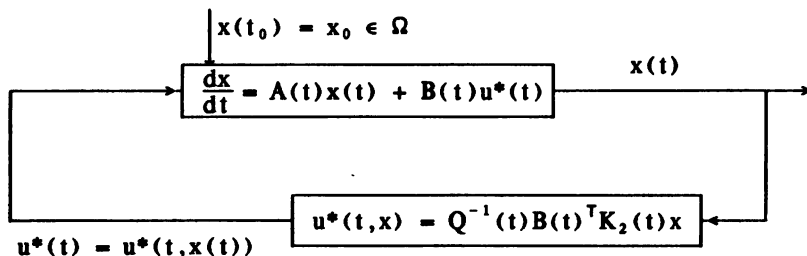 x(t₀) = x₀ ϵ Ω
x(t)
dx/dt = A(t)x(t) + B(t)u*(t)
u*(t,x) = Q⁻¹(t)B(t)ᵀK₂(t)x
u*(t) = u*(t,x(t))